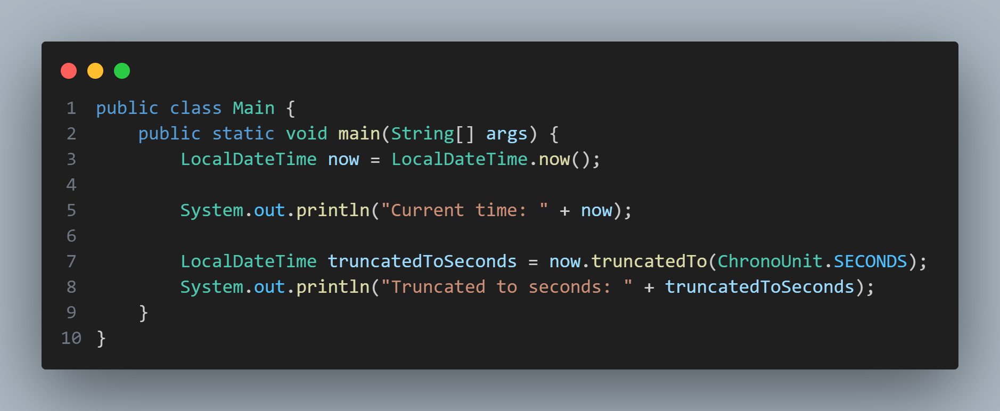 1 public class Main {
2     public static void main(String[] args) {
3         LocalDateTime now = LocalDateTime.now();
4
5         System.out.println("Current time: " + now);
6
7         LocalDateTime truncatedToSeconds = now.truncatedTo(ChronoUnit.SECONDS);
8         System.out.println("Truncated to seconds: " + truncatedToSeconds);
9     }
10 }